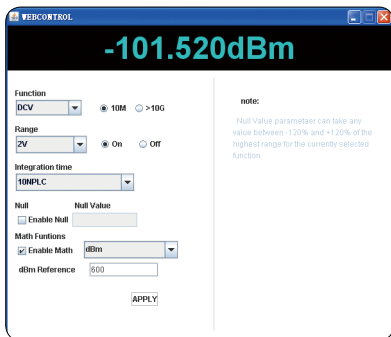 WEBCONTROL
-101.520dBm
Function
DCV
10M
>10G
Range
2V
On
Off
Integration time
10NPLC
Null
Null Value
Enable Null
Math Funtions
Enable Math
dBm
dBm Reference
600
APPLY
note:
Null Value parametaer can take any
value between -120% and +120% of the
highest range for the currently selected
function.